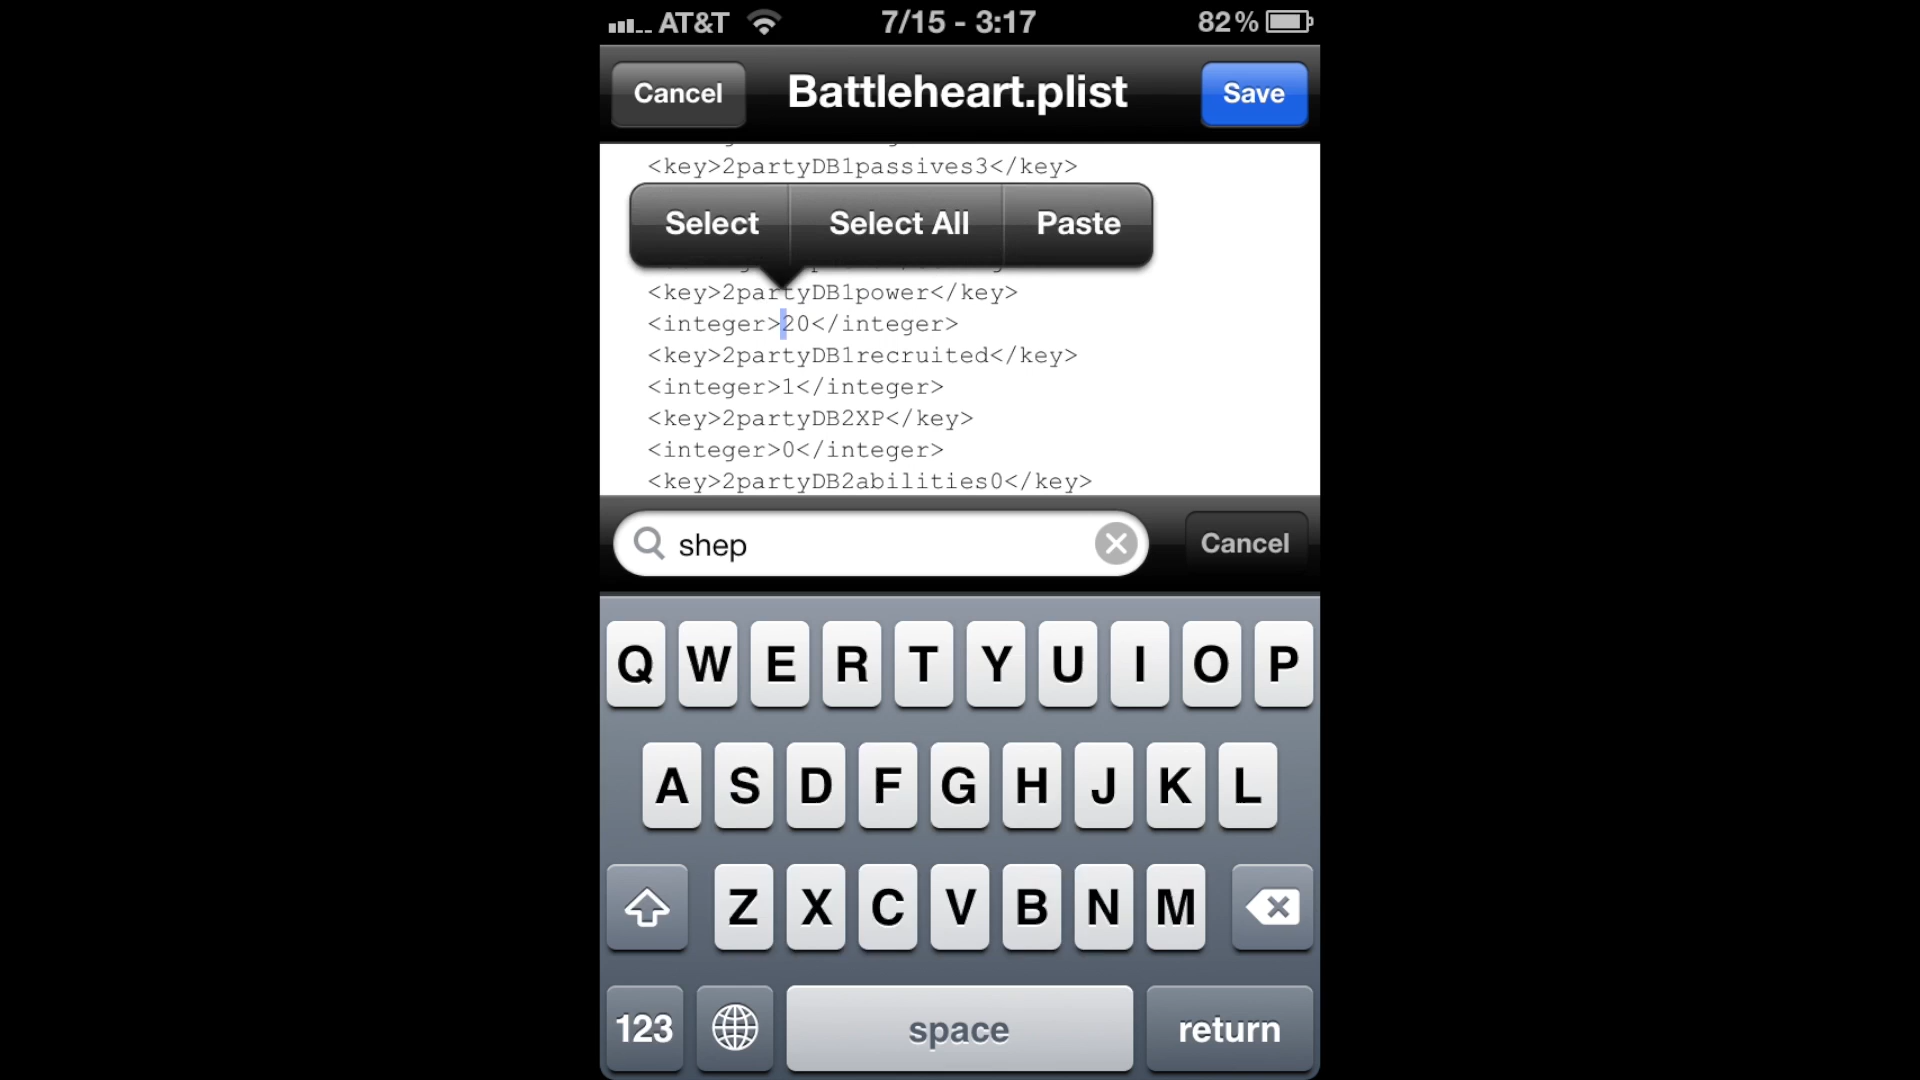 AT&T 7/15 - 3:17 82%
Cancel Battleheart.plist Save
<key>2partyDB1passives3</key>
Select Select All Paste
<key>2partyDB1power</key>
<integer>20</integer>
<key>2partyDB1recruited</key>
<integer>1</integer>
<key>2partyDB2XP</key>
<integer>0</integer>
<key>2partyDB2abilities0</key>
shep Cancel
Q W E R T Y U I O P
A S D F G H J K L
Z X C V B N M
123 space return